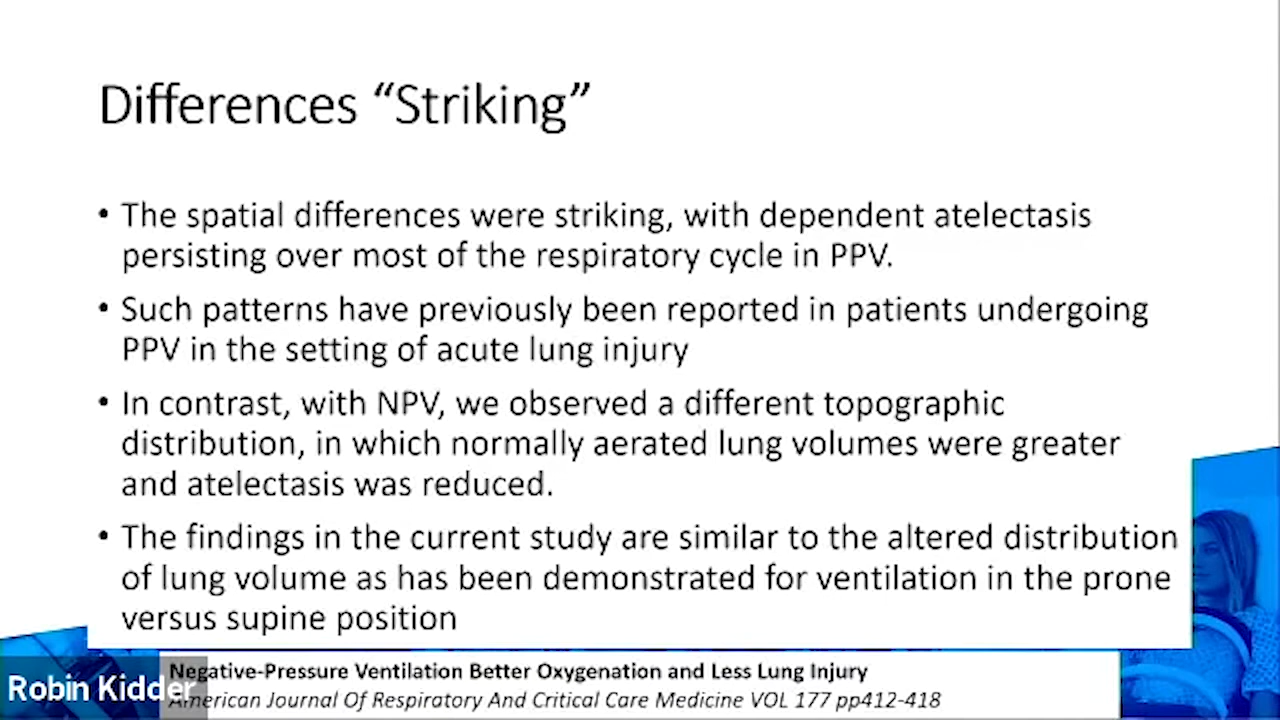 Differences “Striking”
• The spatial differences were striking, with dependent atelectasis
persisting over most of the respiratory cycle in PPV.
• Such patterns have previously been reported in patients undergoing
PPV in the setting of acute lung injury
• In contrast, with NPV, we observed a different topographic
distribution, in which normally aerated lung volumes were greater
and atelectasis was reduced.
• The findings in the current study are similar to the altered distribution
of lung volume as has been demonstrated for ventilation in the prone
versus supine position
Negative-Pressure Ventilation Better Oxygenation and Less Lung Injury
American Journal Of Respiratory And Critical Care Medicine VOL 177 pp412-418
Robin Kidder